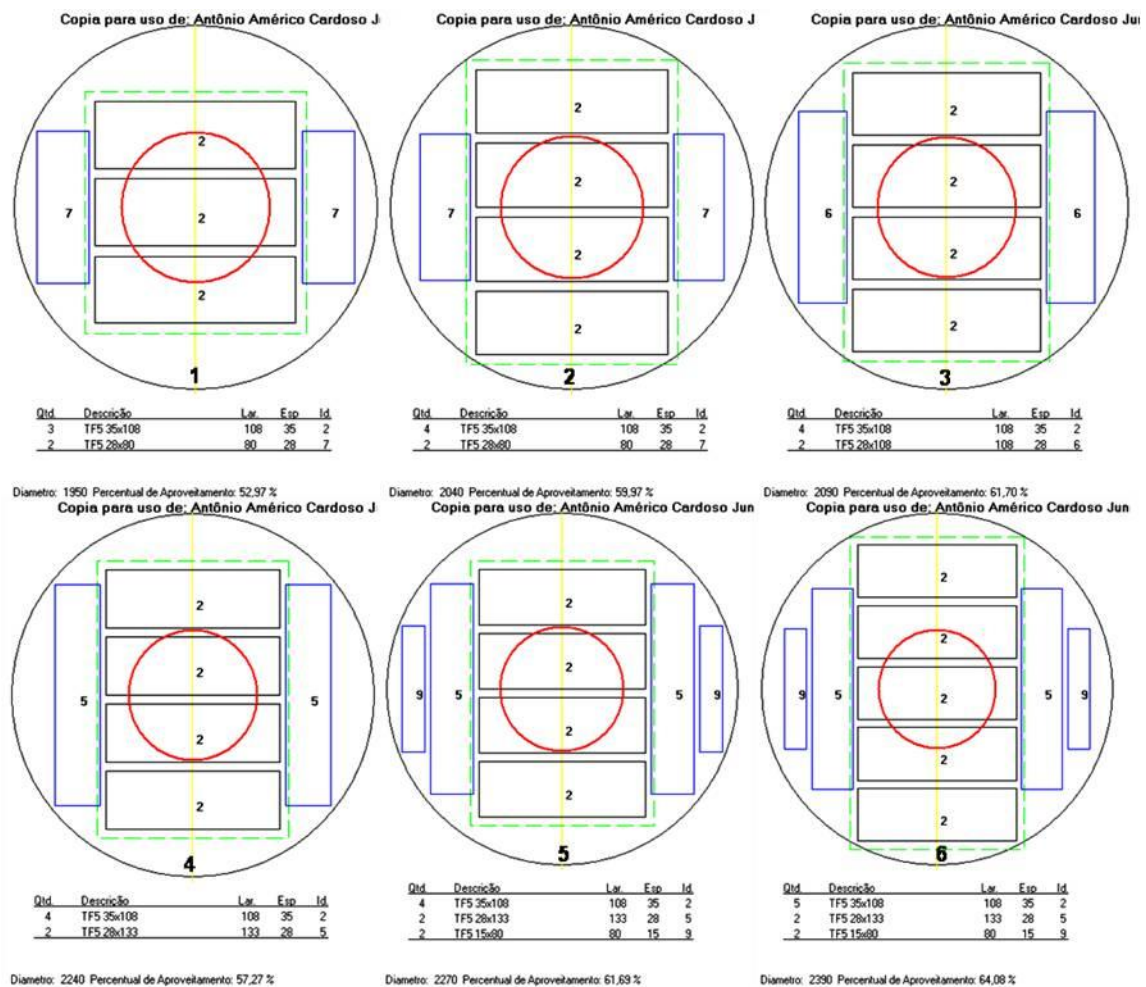 Copia para uso de: Antônio Américo Cardoso J
2
7
2
7
2
1
Qtd Descrição Lar. Esp Id
3 TF5 35x108 108 35 2
2 TF5 28x80 80 28 7
Diametro: 1950 Percentual de Aproveitamento: 52,97 %
Copia para uso de: Antônio Américo Cardoso Ju
2
2
7
7
2
2
2
Qtd Descrição Lar. Esp Id
4 TF5 35x108 108 35 2
2 TF5 28x80 80 28 7
Diametro: 2040 Percentual de Aproveitamento: 59,97 %
Copia para uso de: Antônio Américo Cardoso Jun
2
2
6
6
2
2
3
Qtd Descrição Lar. Esp Id
4 TF5 35x108 108 35 2
2 TF5 28x108 108 28 6
Diametro: 2090 Percentual de Aproveitamento: 61,70 %
Copia para uso de: Antônio Américo Cardoso J
2
2
5
5
2
2
4
Qtd Descrição Lar. Esp Id
4 TF5 35x108 108 35 2
2 TF5 28x133 133 28 5
Diametro: 2240 Percentual de Aproveitamento: 57,27 %
Copia para uso de: Antônio Américo Cardoso Jun
2
2
9 5 5 9
2
2
5
Qtd Descrição Lar. Esp Id
4 TF5 35x108 108 35 2
2 TF5 28x133 133 28 5
2 TF5 15x80 80 15 9
Diametro: 2270 Percentual de Aproveitamento: 61,69 %
Copia para uso de: Antônio Américo Cardoso Jun
2
2
9 5 2 5 9
2
2
6
Qtd Descrição Lar. Esp Id
5 TF5 35x108 108 35 2
2 TF5 28x133 133 28 5
2 TF5 15x80 80 15 9
Diametro: 2390 Percentual de Aproveitamento: 64,08 %